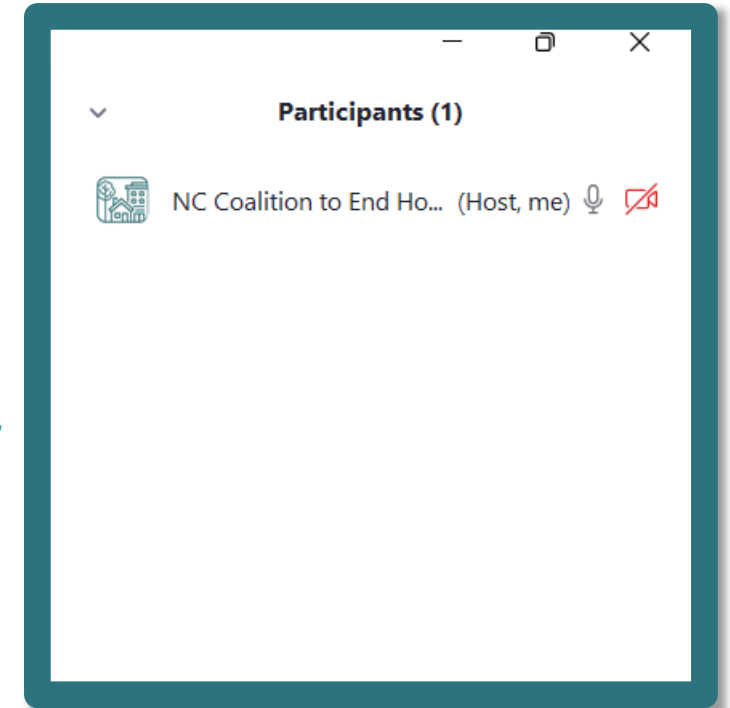 Participants (1)
NC Coalition to End Ho... (Host, me)